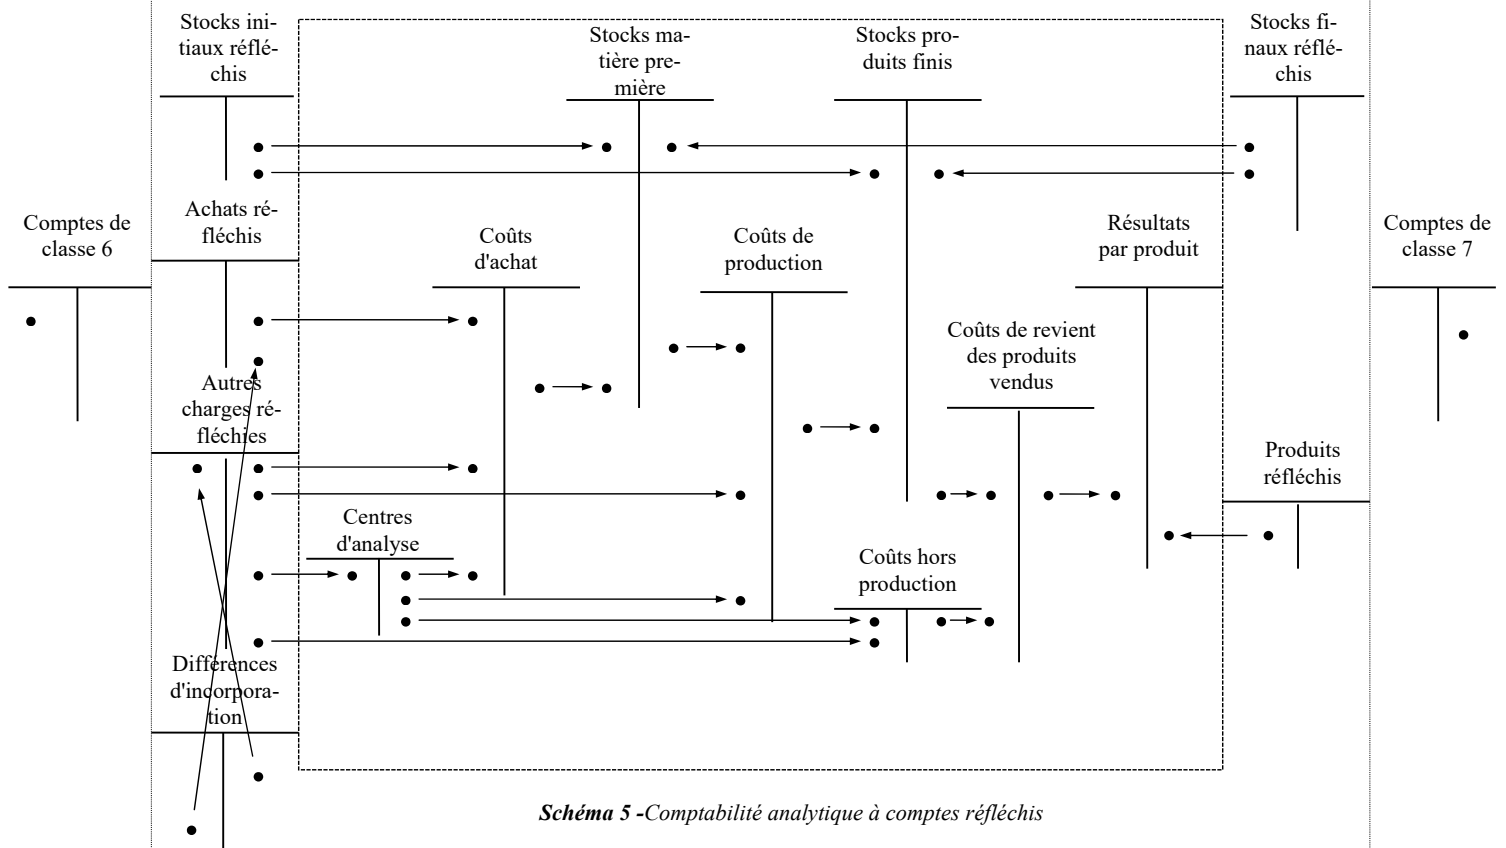 Stocks ini-
tiaux réflé-
chis
Stocks ma-
tière pre-
mière
Stocks pro-
duits finis
Stocks fi-
naux réflé-
chis
Achats ré-
fléchis
Comptes de
classe 6
Coûts
d'achat
Coûts de
production
Résultats
par produit
Comptes de
classe 7
Coûts de revient
des produits
vendus
Autres
charges ré-
fléchies
Produits
réfléchis
Centres
d'analyse
Coûts hors
production
Différences
d'incorpora-
tion
Schéma 5 -Comptabilité analytique à comptes réfléchis